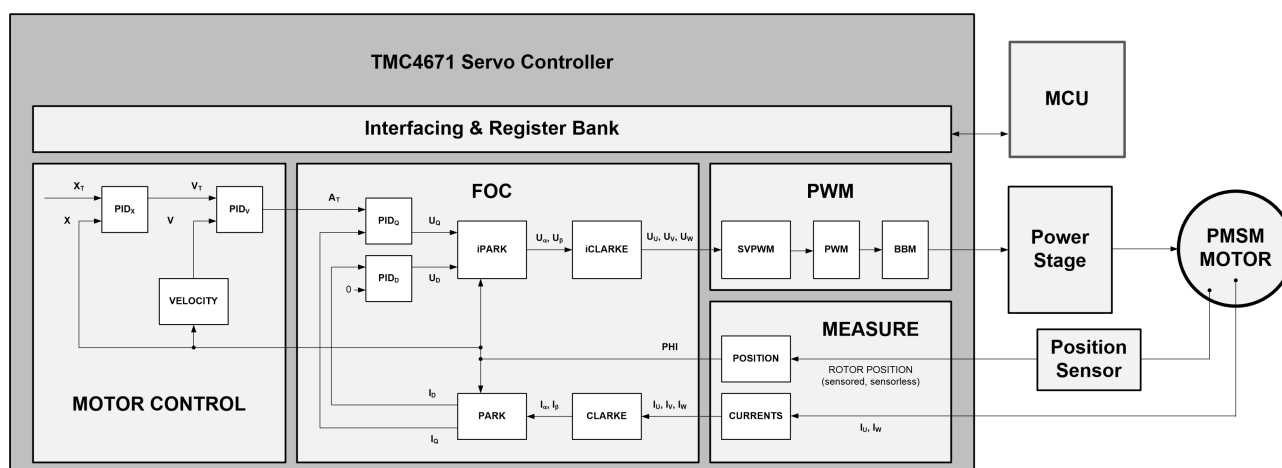 TMC4671 Servo Controller
MCU
Interfacing & Register Bank
FOC
PWM
X_T
V_T
PID_X
PID_V
A_T
X
V
PID_Q
U_Q
iPARK
U_α, U_β
iCLARKE
U_U, U_V, U_W
SVPWM
PWM
BBM
Power
Stage
PMSM
MOTOR
PID_D
U_D
0
VELOCITY
MEASURE
PHI
POSITION
ROTOR POSITION
(sensored, sensorless)
Position
Sensor
MOTOR CONTROL
I_D
PARK
I_α, I_β
CLARKE
I_U, I_V, I_W
CURRENTS
I_U, I_W
I_Q